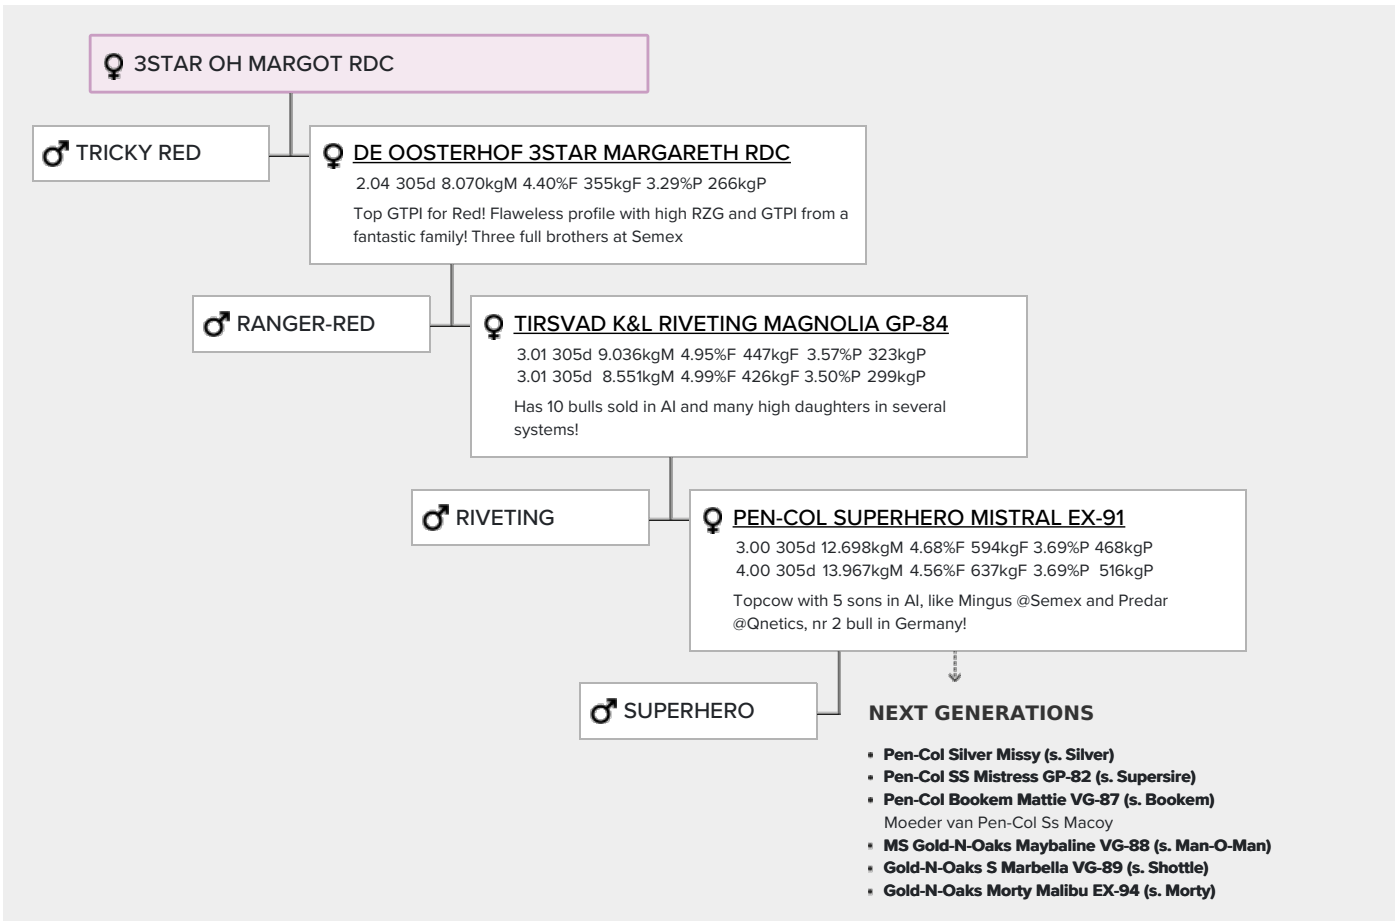 3STAR OH MARGOT RDC
TRICKY RED
DE OOSTERHOF 3STAR MARGARETH RDC
2.04 305d 8.070kgM 4.40%F 355kgF 3.29%P 266kgP
Top GTPI for Red! Flaweless profile with high RZG and GTPI from a
fantastic family! Three full brothers at Semex
RANGER-RED
TIRSVAD K&L RIVETING MAGNOLIA GP-84
3.01 305d 9.036kgM 4.95%F 447kgF 3.57%P 323kgP
3.01 305d 8.551kgM 4.99%F 426kgF 3.50%P 299kgP
Has 10 bulls sold in AI and many high daughters in several
systems!
RIVETING
PEN-COL SUPERHERO MISTRAL EX-91
3.00 305d 12.698kgM 4.68%F 594kgF 3.69%P 468kgP
4.00 305d 13.967kgM 4.56%F 637kgF 3.69%P 516kgP
Topcow with 5 sons in AI, like Mingus @Semex and Predar
@Qnetics, nr 2 bull in Germany!
SUPERHERO
NEXT GENERATIONS
• Pen-Col Silver Missy (s. Silver)
• Pen-Col SS Mistress GP-82 (s. Supersire)
• Pen-Col Bookem Mattie VG-87 (s. Bookem)
Moeder van Pen-Col Ss Macoy
• MS Gold-N-Oaks Maybaline VG-88 (s. Man-O-Man)
• Gold-N-Oaks S Marbella VG-89 (s. Shottle)
• Gold-N-Oaks Morty Malibu EX-94 (s. Morty)